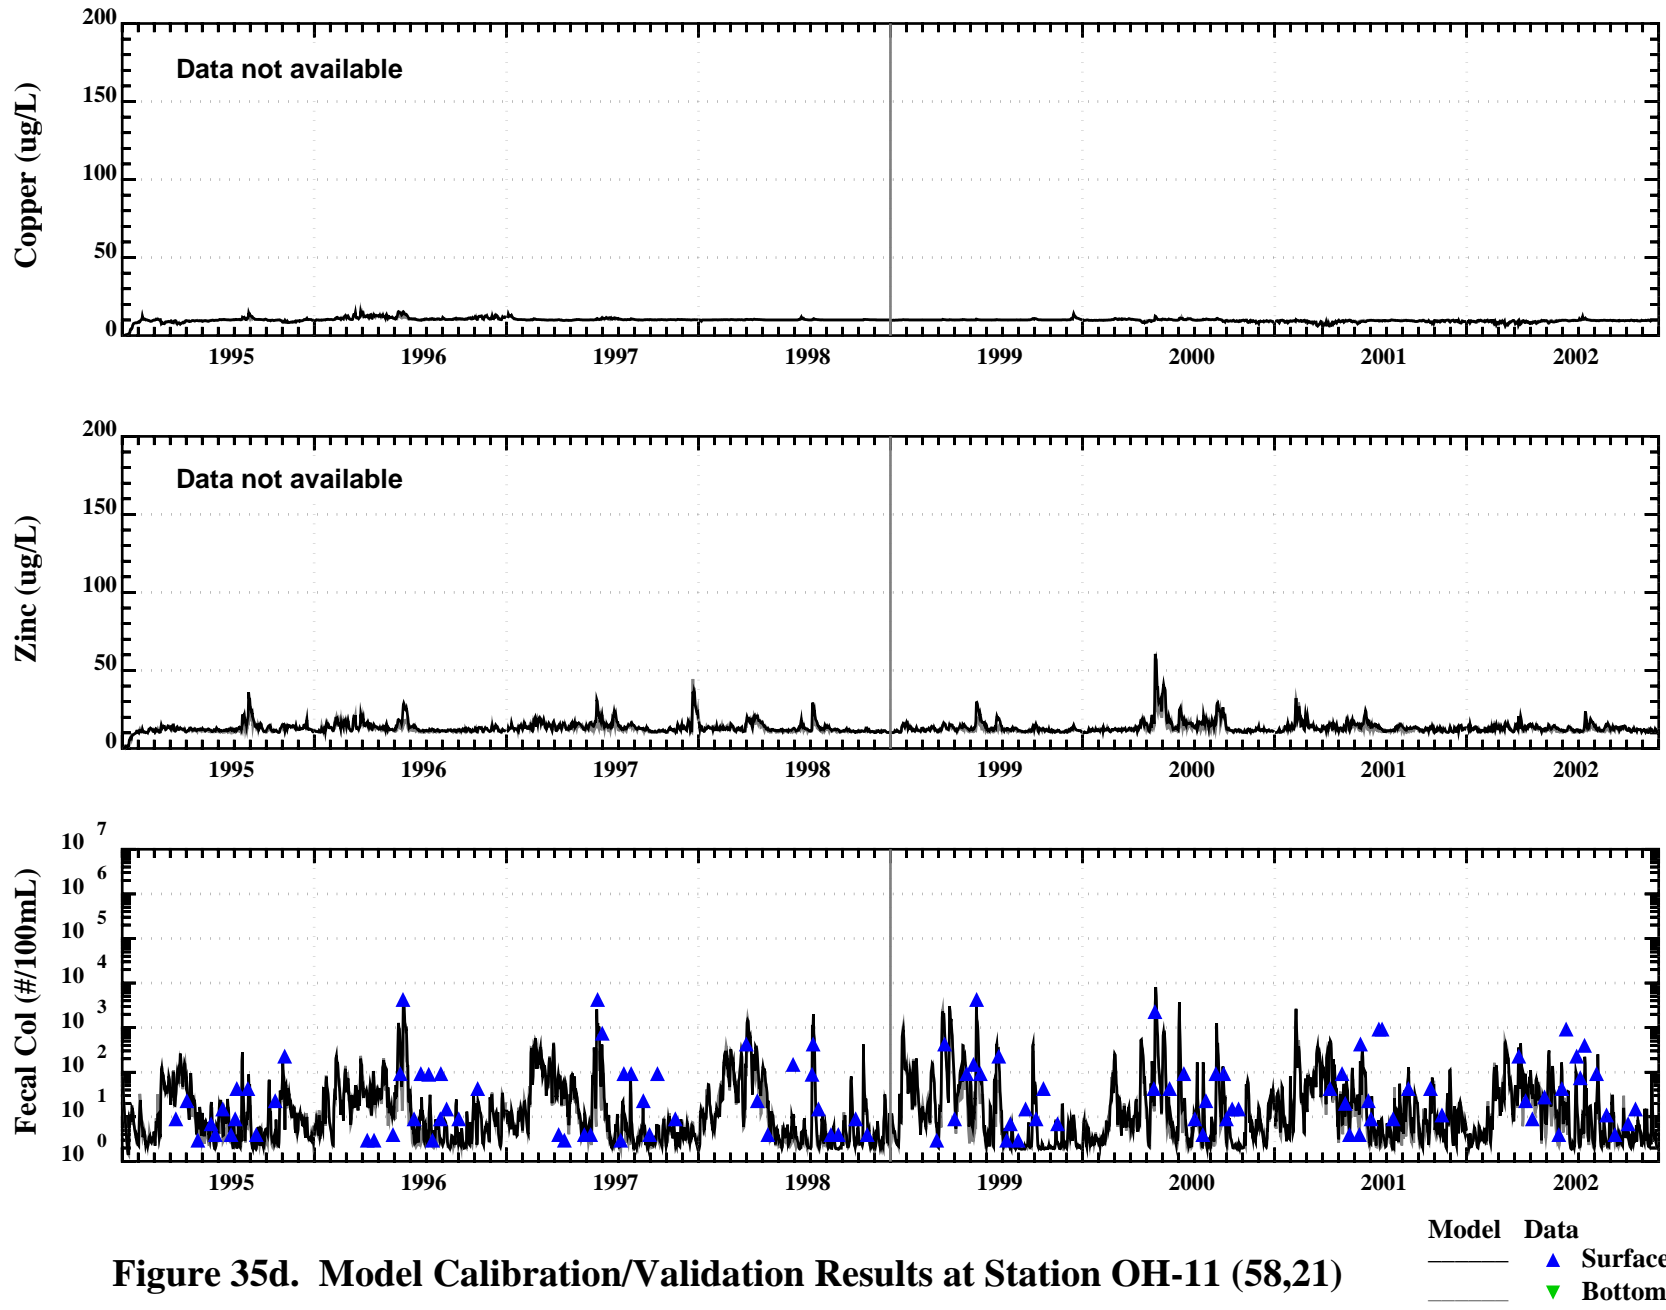 Copper (ug/L)
200
150
100
50
0
Data not available
1995 1996 1997 1998 1999 2000 2001 2002
Zinc (ug/L)
200
150
100
50
0
Data not available
1995 1996 1997 1998 1999 2000 2001 2002
Fecal Col (#/100mL)
10 7
10 6
10 5
10 4
10 3
10 2
10 1
10 0
1995 1996 1997 1998 1999 2000 2001 2002
Model Data
Surface
Bottom
Figure 35d. Model Calibration/Validation Results at Station OH-11 (58,21)